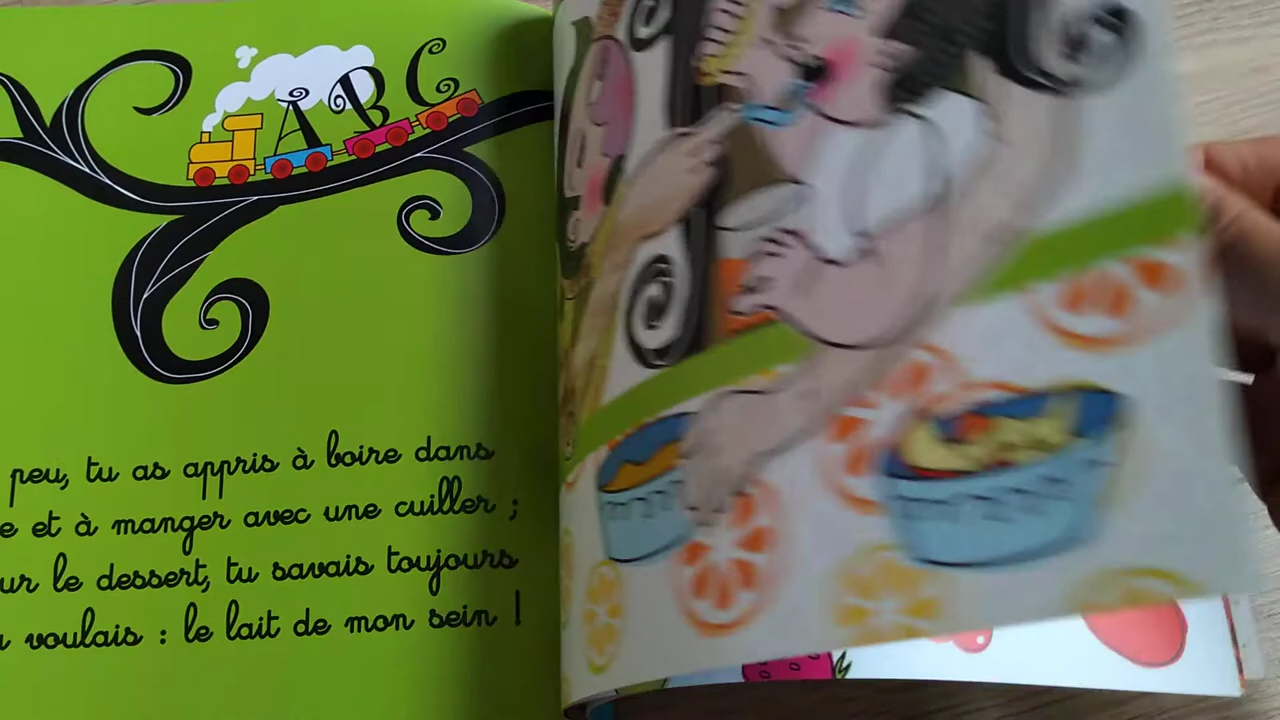 A B C
peu, tu as appris à boire dans
et à manger avec une cuiller ;
le dessert, tu savais toujours
voulais : le lait de mon sein !